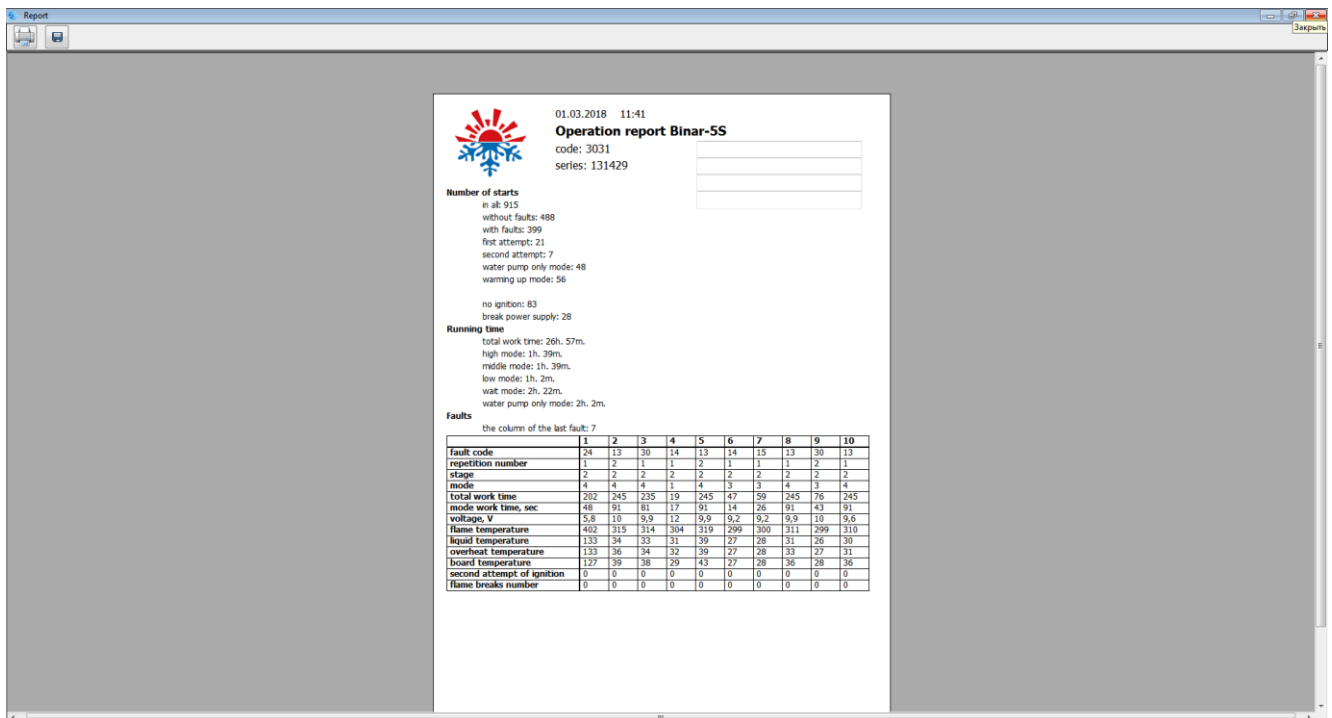 Report
Закрыть
01.03.2018 11:41
Operation report Binar-5S
code: 3031
series: 131429
Number of starts
in all: 915
without faults: 488
with faults: 399
first attempt: 21
second attempt: 7
water pump only mode: 48
warming up mode: 56
no ignition: 83
break power supply: 28
Running time
total work time: 26h. 57m.
high mode: 1h. 39m.
middle mode: 1h. 39m.
low mode: 1h. 2m.
wait mode: 2h. 22m.
water pump only mode: 2h. 2m.
Faults
the column of the last fault: 7
1 2 3 4 5 6 7 8 9 10
fault code 24 13 30 14 13 14 15 13 30 13
repetition number 1 2 1 1 2 1 1 1 2 1
stage 2 2 2 2 2 2 2 2 2 2
mode 4 4 4 1 4 3 3 4 3 4
total work time 202 245 235 19 245 47 59 245 76 245
mode work time, sec 48 91 81 17 91 14 26 91 43 91
voltage, V 5,8 10 9,9 12 9,9 9,2 9,2 9,9 10 9,6
flame temperature 402 315 314 304 319 299 300 311 299 310
liquid temperature 133 34 33 31 39 27 28 31 26 30
overheat temperature 133 36 34 32 39 27 28 33 27 31
board temperature 127 39 38 29 43 27 28 36 28 36
second attempt of ignition 0 0 0 0 0 0 0 0 0 0
flame breaks number 0 0 0 0 0 0 0 0 0 0